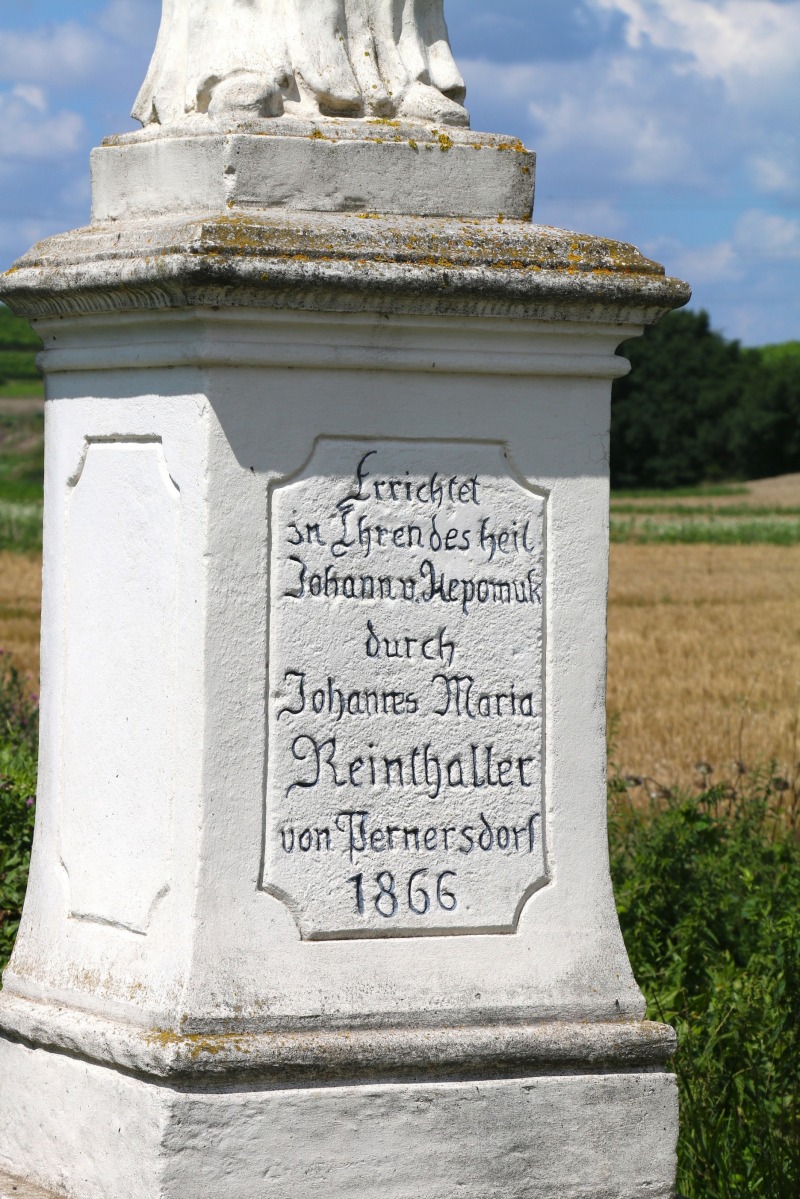 Errichtet
in Ehren des heil
Johann v. Nepomuk
durch
Johannes Maria
Reinthaller
von Pernersdorf
1866.